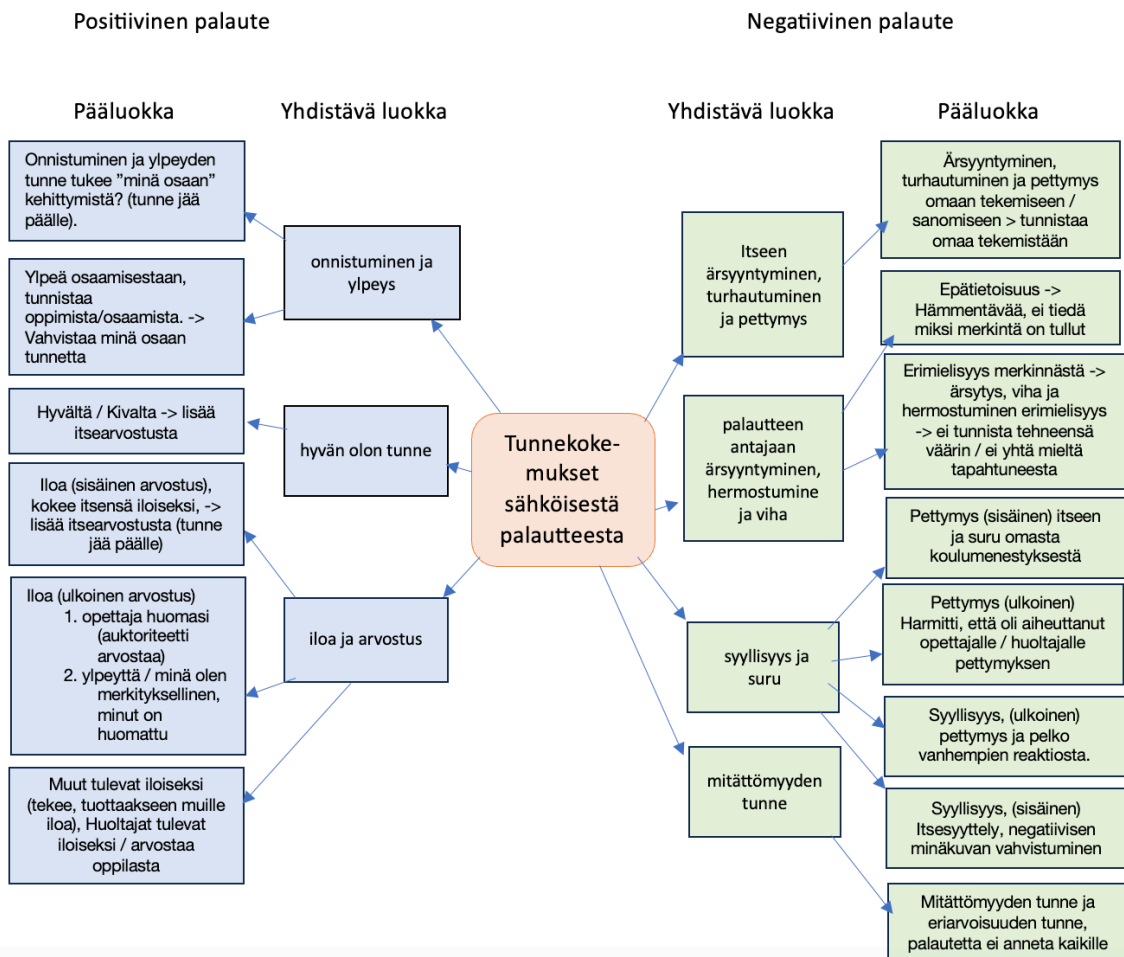 Positiivinen palaute
Negatiivinen palaute
Pääluokka
Yhdistävä luokka
Yhdistävä luokka
Pääluokka
Onnistuminen ja ylpeyden
tunne tukee ”minä osaan”
kehittymistä? (tunne jää
päälle).
Ylpeä osaamisestaan,
tunnistaa
oppimista/osaamista. ->
Vahvistaa minä osaan
tunnetta
Hyvältä / Kivalta -> lisää
itsearvostusta
Iloa (sisäinen arvostus),
kokee itsensä iloiseksi, ->
lisää itsearvostusta (tunne
jää päälle)
Iloa (ulkoinen arvostus)
1. opettaja huomasi
(auktoriteetti
arvostaa)
2. ylpeyttä / minä olen
merkityksellinen,
minut on
huomattu
Muut tulevat iloiseksi
(tekee, tuottaakseen muille
iloa), Huoltajat tulevat
iloiseksi / arvostaa
oppilasta
onnistuminen ja
ylpeys
hyvän olon tunne
iloa ja arvostus
Tunnekoke-
mukset
sähköisestä
palautteesta
Itseen
ärsyyntyminen,
turhautuminen
ja pettymys
palautteen
antajaan
ärsyyntyminen,
hermostumine
ja viha
syyllisyys ja
suru
mitättömyyden
tunne
Ärsyyntyminen,
turhautuminen ja pettymys
omaan tekemiseen /
sanomiseen > tunnistaa
omaa tekemistään
Epätietoisuus ->
Hämmentävää, ei tiedä
miksi merkintä on tullut
Erimielisyys merkinnästä ->
ärsytys, viha ja
hermostuminen erimielisyys
-> ei tunnista tehneensä
väärin / ei yhtä mieltä
tapahtuneesta
Pettymys (sisäinen) itseen
ja suru omasta
koulumenestyksestä
Pettymys (ulkoinen)
Harmitti, että oli aiheuttanut
opettajalle / huoltajalle
pettymyksen
Syyllisyys, (ulkoinen)
pettymys ja pelko
vanhempien reaktiosta.
Syyllisyys, (sisäinen)
Itsesyyttely, negatiivisen
minäkuvan vahvistuminen
Mitättömyyden tunne ja
eriarvoisuuden tunne,
palautetta ei anneta kaikille